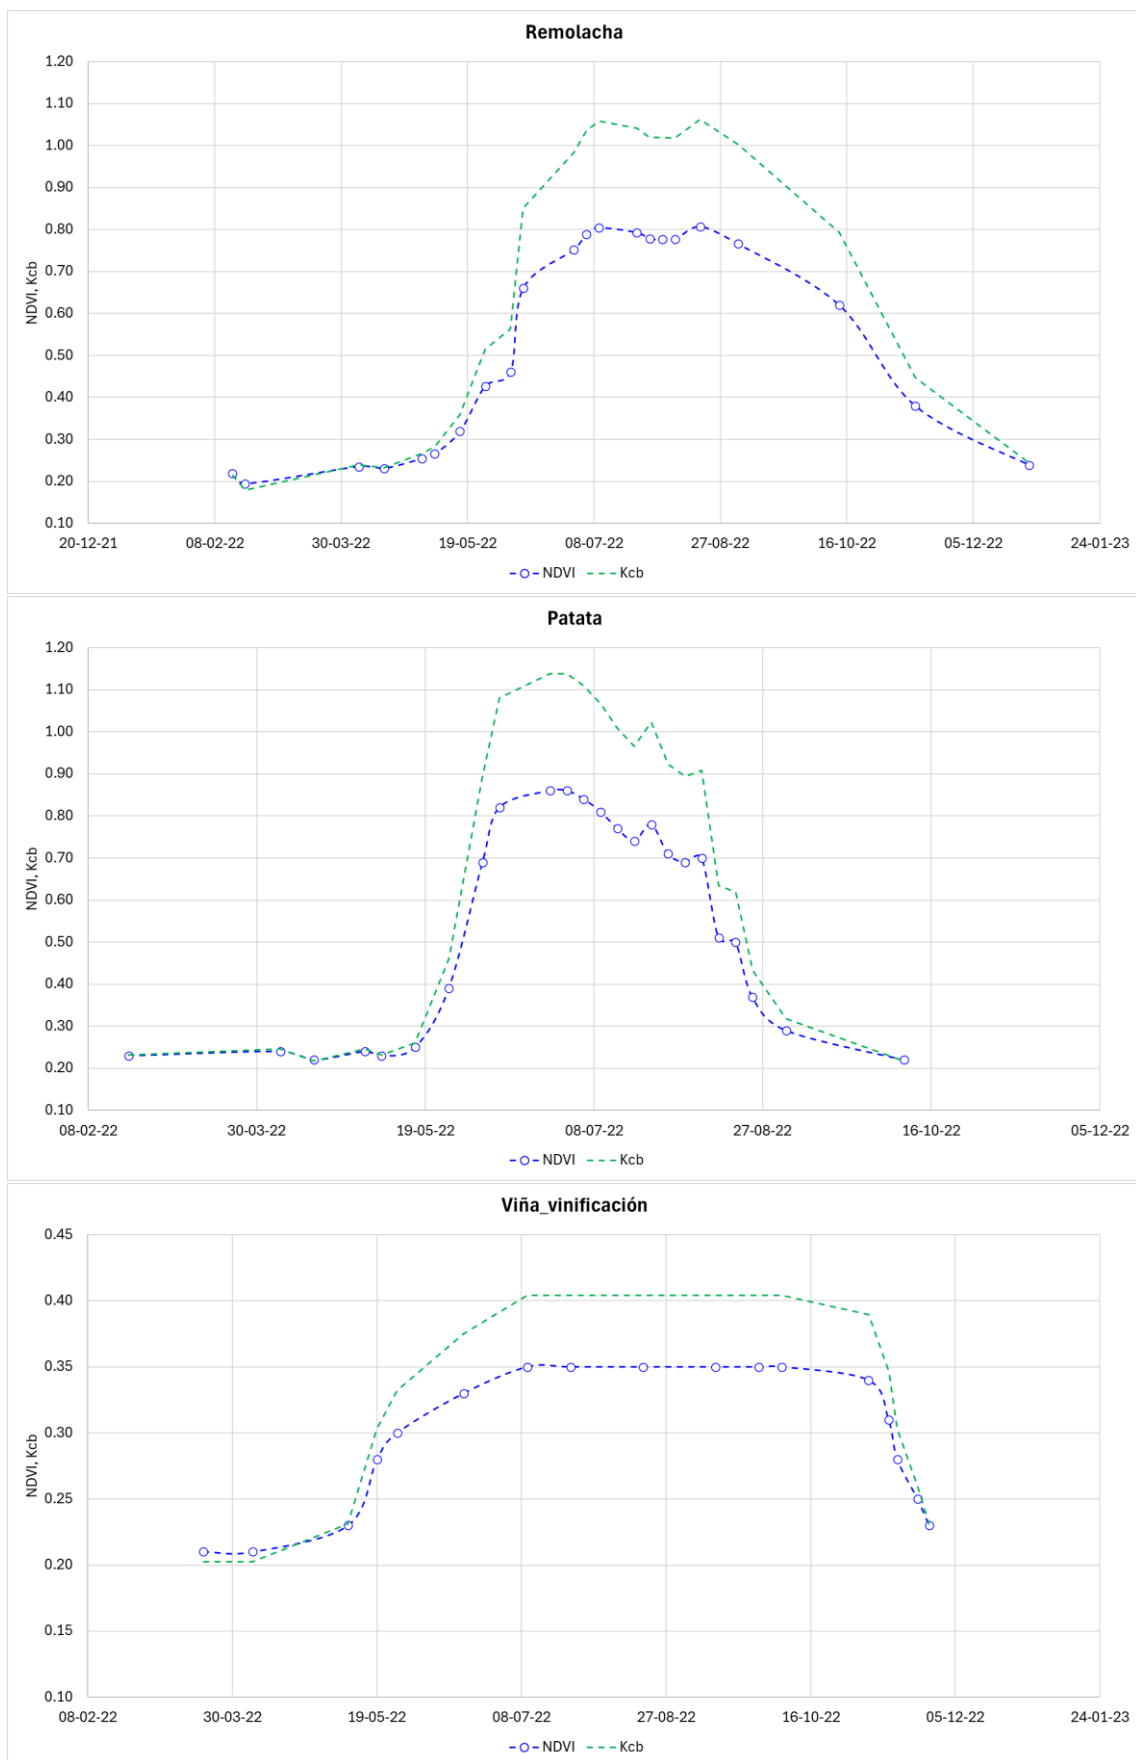 Remolacha
1.20
1.10
1.00
0.90
0.80
0.70
0.60
0.50
0.40
0.30
0.20
0.10
NDVI, Kcb
20-12-21 08-02-22 30-03-22 19-05-22 08-07-22 27-08-22 16-10-22 05-12-22 24-01-23
NDVI Kcb
Patata
1.20
1.10
1.00
0.90
0.80
0.70
0.60
0.50
0.40
0.30
0.20
0.10
NDVI, Kcb
08-02-22 30-03-22 19-05-22 08-07-22 27-08-22 16-10-22 05-12-22
NDVI Kcb
Viña_vinificación
0.45
0.40
0.35
0.30
0.25
0.20
0.15
0.10
NDVI, Kcb
08-02-22 30-03-22 19-05-22 08-07-22 27-08-22 16-10-22 05-12-22 24-01-23
NDVI Kcb